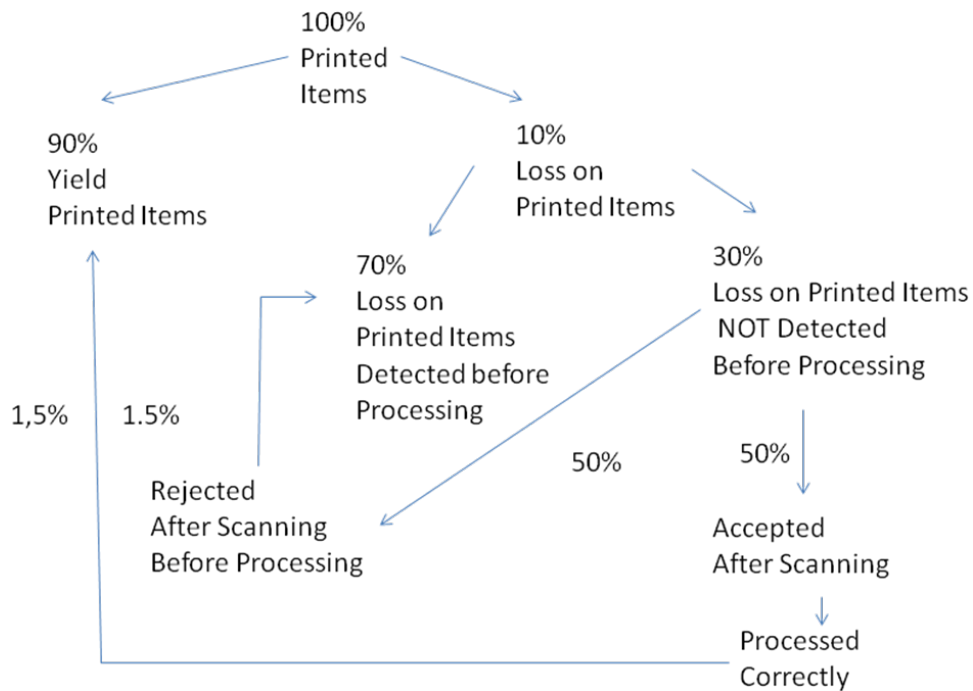 100%
Printed
Items
90%
Yield
Printed Items
10%
Loss on
Printed Items
70%
Loss on
Printed Items
Detected before
Processing
30%
Loss on Printed Items
NOT Detected
Before Processing
1,5%
1.5%
50%
50%
Rejected
After Scanning
Before Processing
Accepted
After Scanning
Processed
Correctly